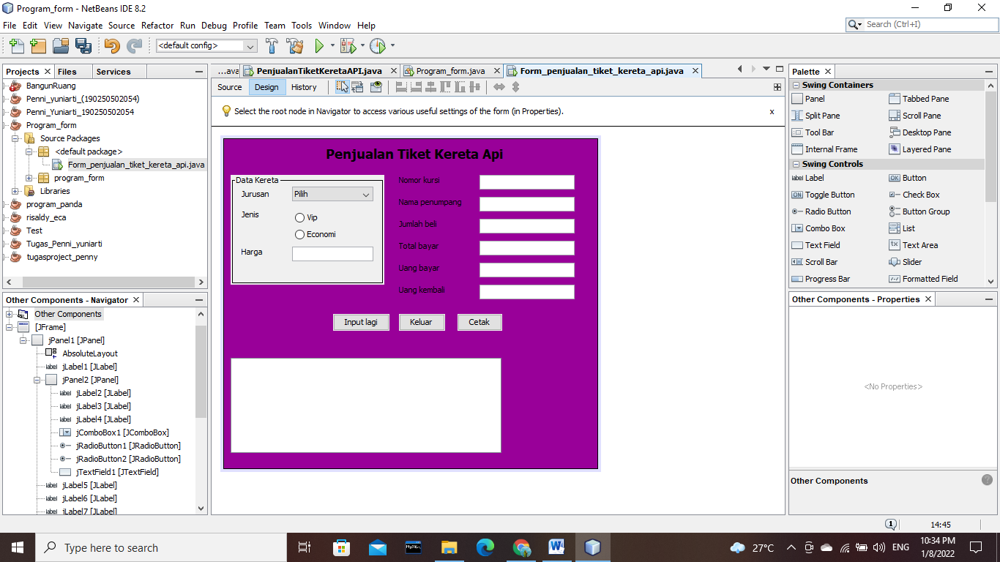 Program_form - NetBeans IDE 8.2
File Edit View Navigate Source Refactor Run Debug Profile Team Tools Window Help
Search (Ctrl+I)
<default config>
Projects Files Services
BangunRuang
Penni_yuniarti_(190250502054)
Penni_Yuniarti_190250502054
Program_form
Source Packages
<default package>
Form_penjualan_tiket_kereta_api.java
program_form
Libraries
program_panda
risaldy_eca
Test
Tugas_Penni_yuniarti
tugasproject_penny
Other Components - Navigator
Other Components
[JFrame]
jPanel1 [JPanel]
AbsoluteLayout
jLabel1 [JLabel]
jPanel2 [JPanel]
jLabel2 [JLabel]
jLabel3 [JLabel]
jLabel4 [JLabel]
jComboBox1 [JComboBox]
jRadioButton1 [JRadioButton]
jRadioButton2 [JRadioButton]
jTextField1 [JTextField]
jLabel5 [JLabel]
jLabel6 [JLabel]
jLabel7 [JLabel]
...ava PenjualanTiketKeretaAPI.java Program_form.java Form_penjualan_tiket_kereta_api.java
Source Design History
Select the root node in Navigator to access various useful settings of the form (in Properties). x
Penjualan Tiket Kereta Api
Data Kereta
Jurusan Pilih
Jenis Vip
Economi
Harga
Nomor kursi
Nama penumpang
Jumlah beli
Total bayar
Uang bayar
Uang kembali
Input lagi Keluar Cetak
Palette
Swing Containers
Panel Tabbed Pane
Split Pane Scroll Pane
Tool Bar Desktop Pane
Internal Frame Layered Pane
Swing Controls
label Label OK Button
ON Toggle Button Check Box
Radio Button Button Group
Combo Box List
Text Field Text Area
Scroll Bar Slider
Progress Bar Formatted Field
Other Components - Properties
<No Properties>
Other Components
1 14:45
Type here to search
MySQL
27°C
ENG
10:34 PM
1/8/2022